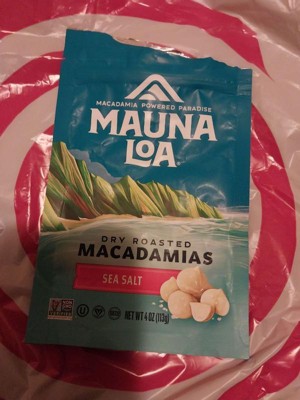 MACADAMIA POWERED PARADISE
MAUNA
LOA
DRY ROASTED
MACADAMIAS
SEA SALT
NET WT 4 OZ (113g)